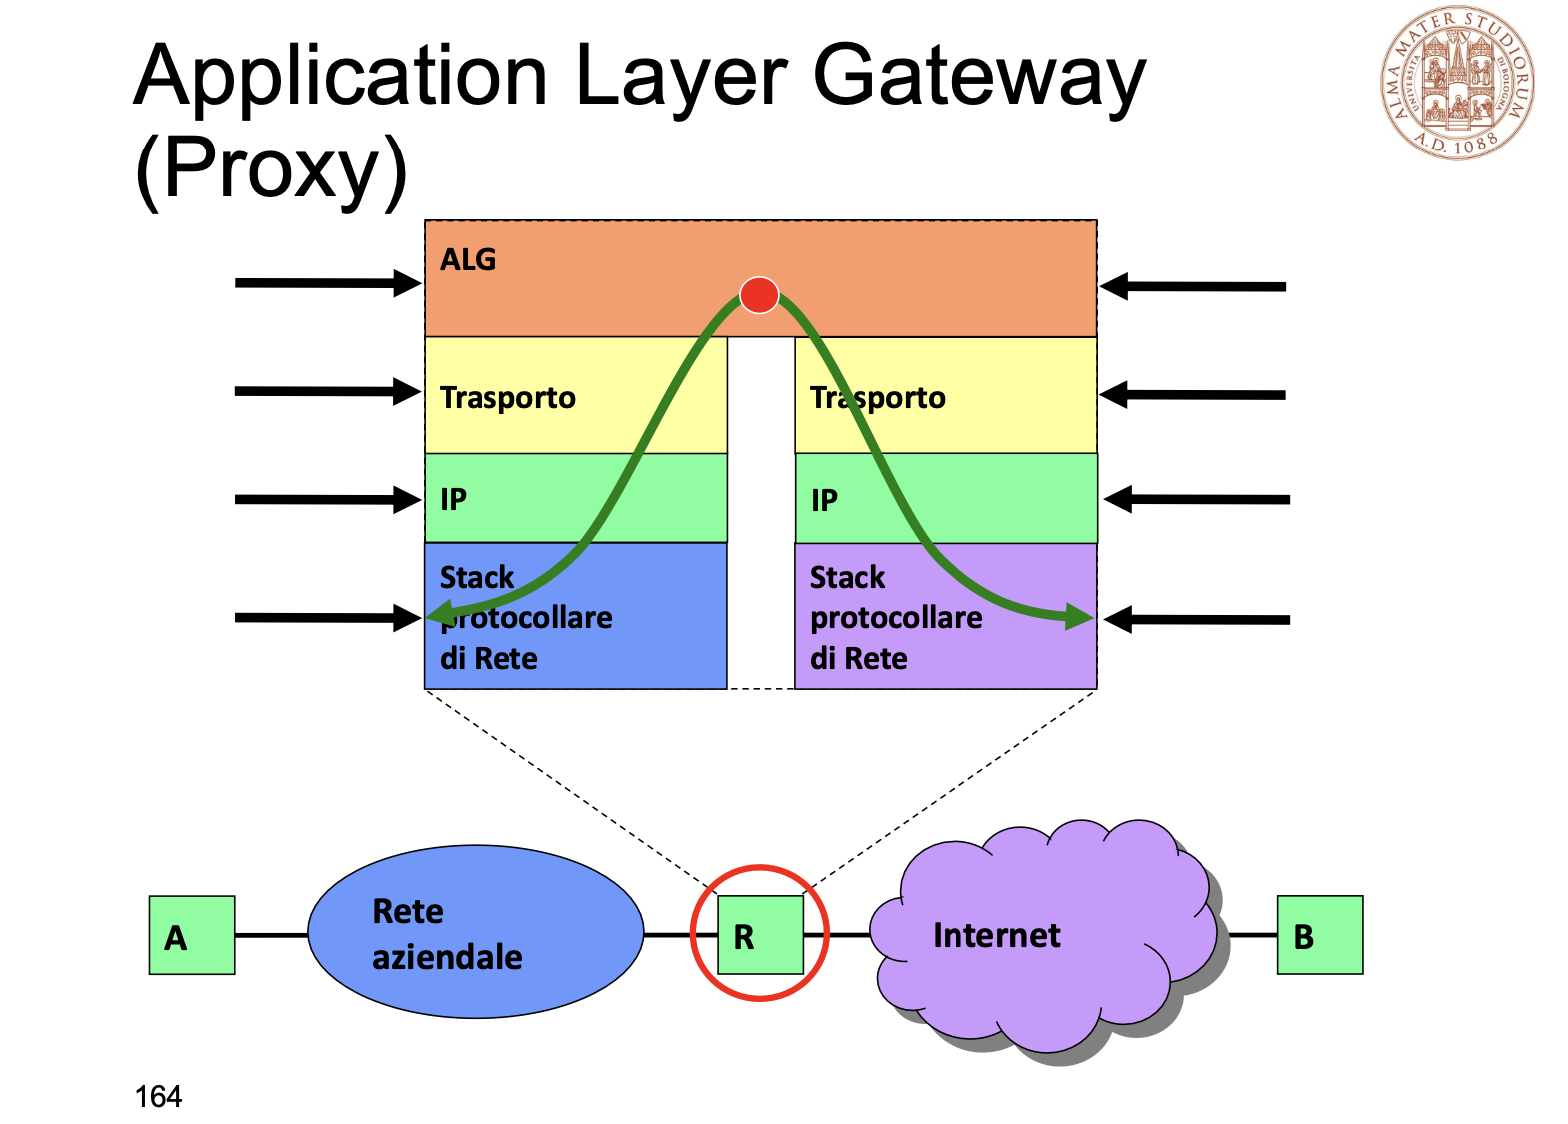 Application Layer Gateway
(Proxy)
ALMA MATER STUDIORUM
UNIVERSITA DI BOLOGNA
A.D. 1088
ALG
Trasporto
Trasporto
IP
IP
Stack
protocollare
di Rete
Stack
protocollare
di Rete
A
Rete
aziendale
R
Internet
B
164